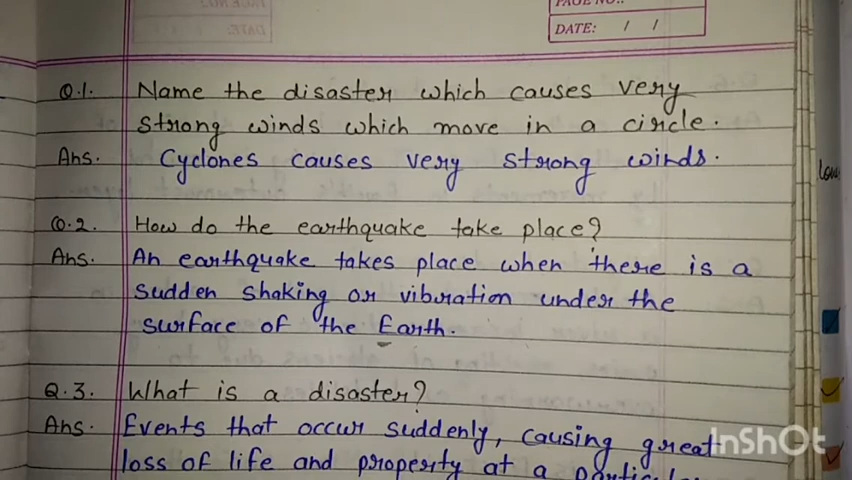 PAGE NO.:
DATE: / /
Q.1. Name the disaster which causes very
strong winds which move in a circle.
Ans. Cyclones causes very strong winds.
Q.2. How do the earthquake take place?
Ans. An earthquake takes place when there is a
sudden shaking or vibration under the
surface of the Earth.
Q.3. What is a disaster?
Ans. Events that occur suddenly, causing great
loss of life and property at a
InShOt